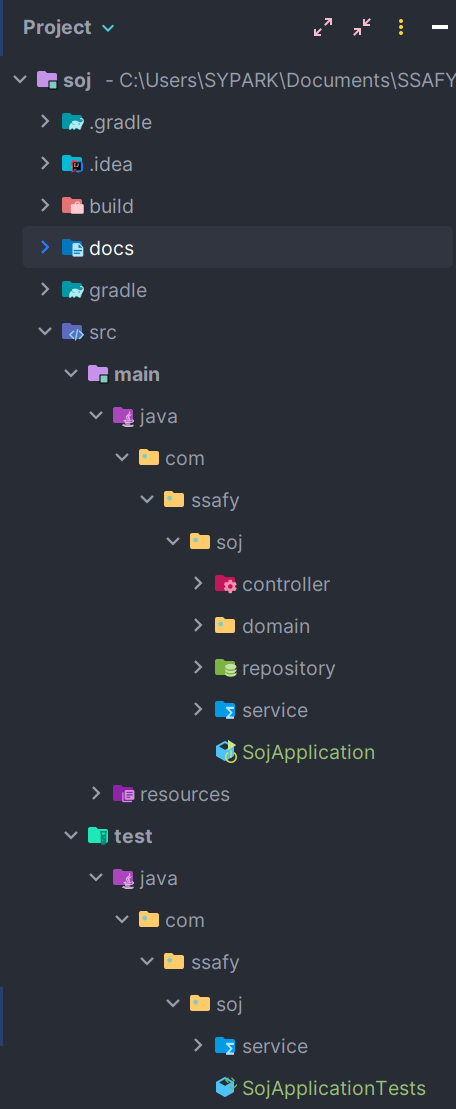 Project
soj - C:\Users\SYPARK\Documents\SSAFY
.gradle
.idea
build
docs
gradle
src
main
java
com
ssafy
soj
controller
domain
repository
service
SojApplication
resources
test
java
com
ssafy
soj
service
SojApplicationTests